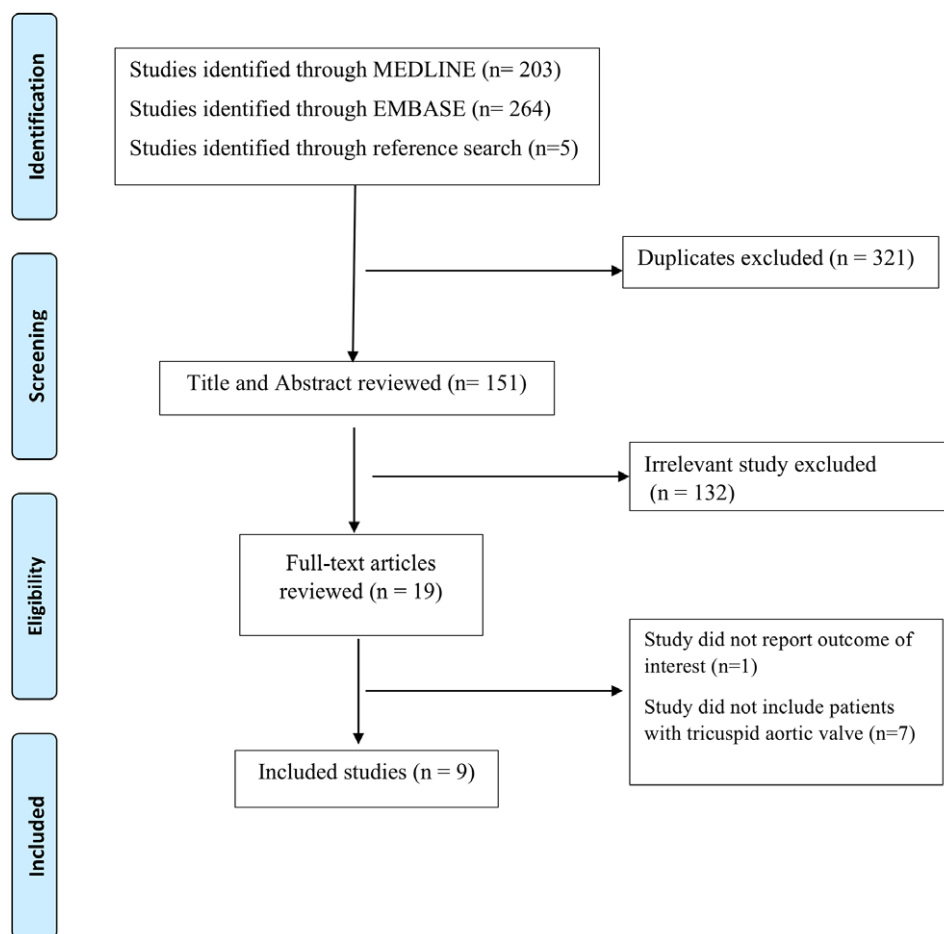 Identification
Studies identified through MEDLINE (n= 203)
Studies identified through EMBASE (n= 264)
Studies identified through reference search (n=5)
Duplicates excluded (n = 321)
Screening
Title and Abstract reviewed (n= 151)
Irrelevant study excluded
(n = 132)
Eligibility
Full-text articles
reviewed (n = 19)
Study did not report outcome of
interest (n=1)
Study did not include patients
with tricuspid aortic valve (n=7)
Included
Included studies (n = 9)